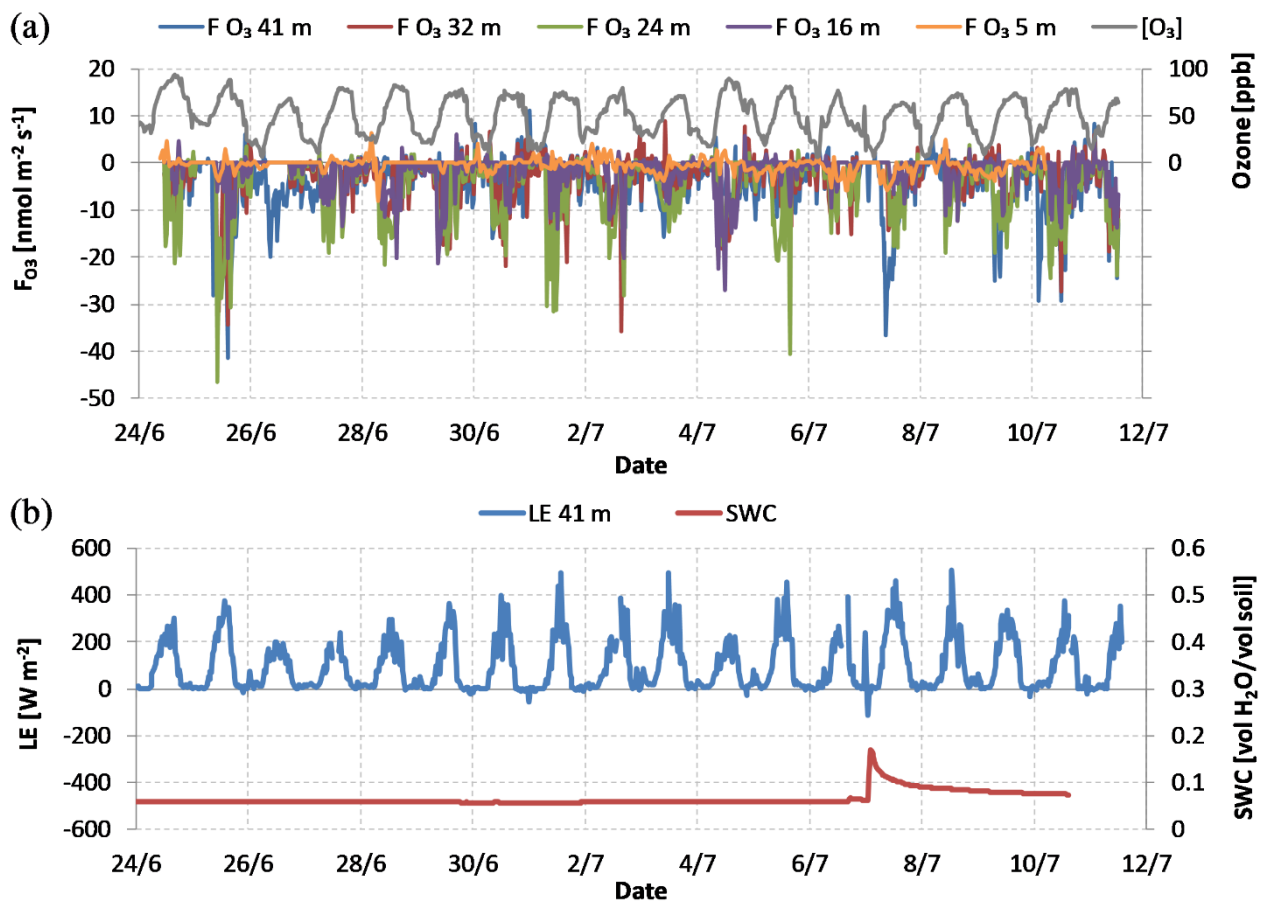 (a)
F O₃ 41 m F O₃ 32 m F O₃ 24 m F O₃ 16 m F O₃ 5 m [O₃]
20
10
0
-10
-20
-30
-40
-50
F_O3 [nmol m⁻² s⁻¹]
100
50
0
Ozone [ppb]
24/6 26/6 28/6 30/6 2/7 4/7 6/7 8/7 10/7 12/7
Date
(b)
LE 41 m SWC
600
400
200
0
-200
-400
-600
LE [W m⁻²]
0.6
0.5
0.4
0.3
0.2
0.1
0
SWC [vol H₂O/vol soil]
24/6 26/6 28/6 30/6 2/7 4/7 6/7 8/7 10/7 12/7
Date